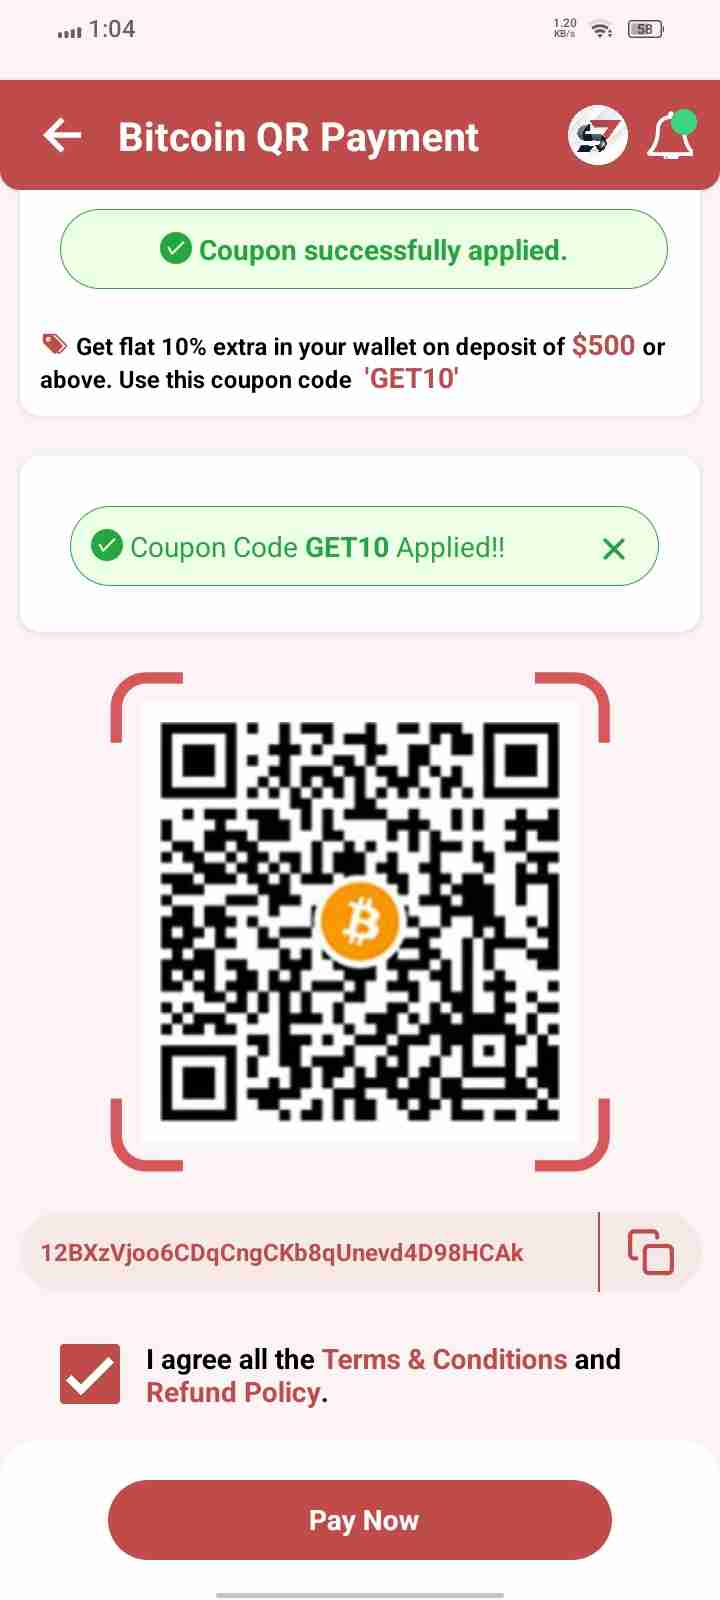 1:04
1.20
KB/s
58
Bitcoin QR Payment
Coupon successfully applied.
Get flat 10% extra in your wallet on deposit of $500 or
above. Use this coupon code 'GET10'
Coupon Code GET10 Applied!!
12BXzVjoo6CDqCngCKb8qUnevd4D98HCAk
I agree all the Terms & Conditions and
Refund Policy.
Pay Now